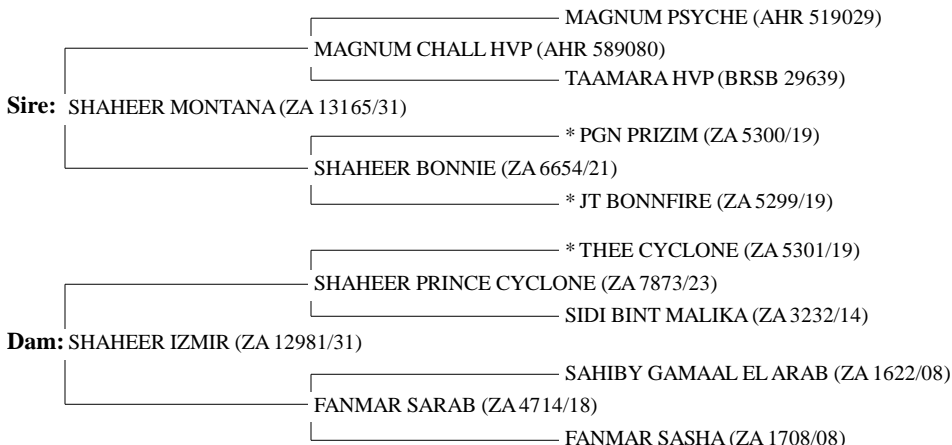 MAGNUM PSYCHE (AHR 519029)
MAGNUM CHALL HVP (AHR 589080)
TAAMARA HVP (BRSB 29639)
Sire: SHAHEER MONTANA (ZA 13165/31)
* PGN PRIZIM (ZA 5300/19)
SHAHEER BONNIE (ZA 6654/21)
* JT BONNFIRE (ZA 5299/19)
* THEE CYCLONE (ZA 5301/19)
SHAHEER PRINCE CYCLONE (ZA 7873/23)
SIDI BINT MALIKA (ZA 3232/14)
Dam: SHAHEER IZMIR (ZA 12981/31)
SAHIBY GAMAAL EL ARAB (ZA 1622/08)
FANMAR SARAB (ZA 4714/18)
FANMAR SASHA (ZA 1708/08)